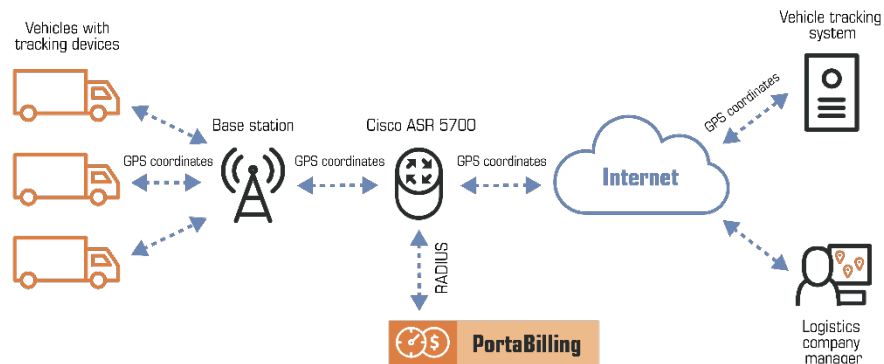 Vehicles with
tracking devices
Base station
Cisco ASR 5700
Vehicle tracking
system
GPS coordinates
GPS coordinates
GPS coordinates
GPS coordinates
Internet
RADIUS
$
PortaBilling
Logistics
company
manager